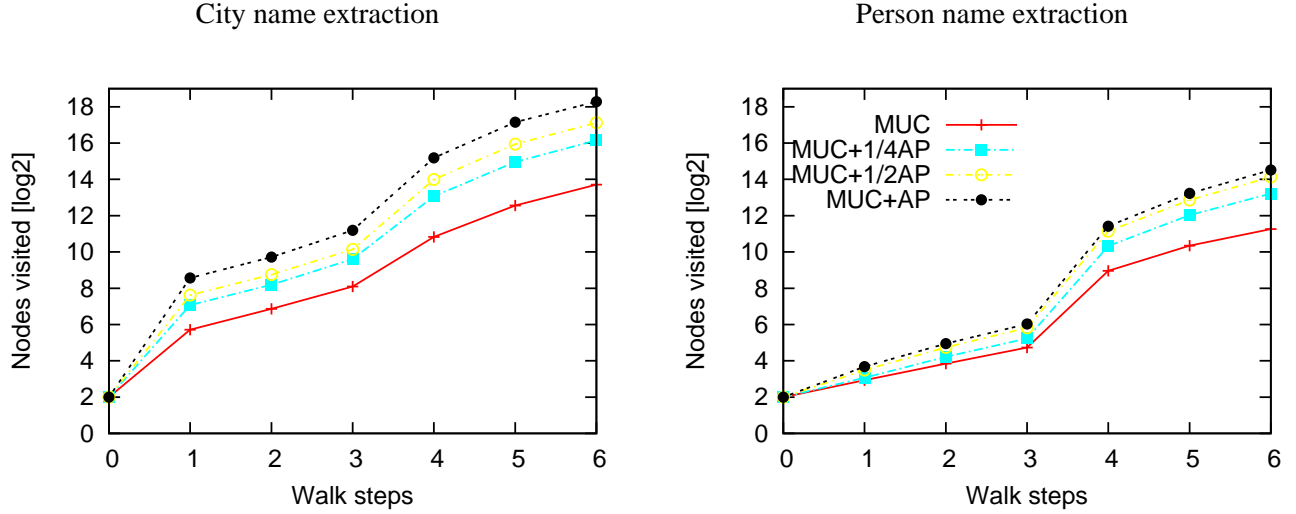 City name extraction
Nodes visited [log2]
18
16
14
12
10
8
6
4
2
0
0 1 2 3 4 5 6
Walk steps
Person name extraction
Nodes visited [log2]
18
16
14
12
10
8
6
4
2
0
MUC
MUC+1/4AP
MUC+1/2AP
MUC+AP
0 1 2 3 4 5 6
Walk steps